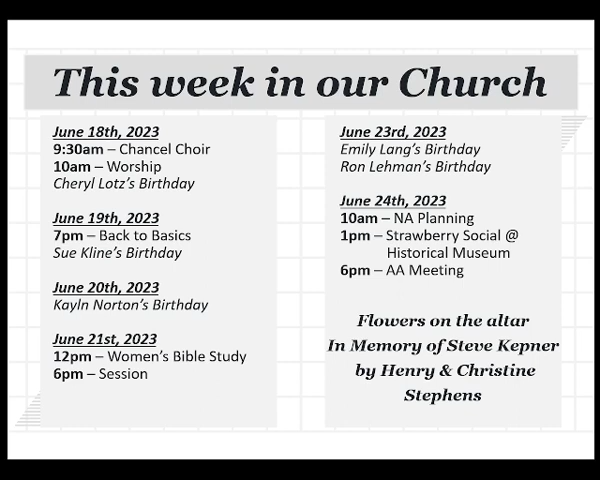 This week in our Church
June 18th, 2023
9:30am – Chancel Choir
10am – Worship
Cheryl Lotz's Birthday
June 19th, 2023
7pm – Back to Basics
Sue Kline's Birthday
June 20th, 2023
Kayln Norton's Birthday
June 21st, 2023
12pm – Women's Bible Study
6pm – Session
June 23rd, 2023
Emily Lang's Birthday
Ron Lehman's Birthday
June 24th, 2023
10am – NA Planning
1pm – Strawberry Social @
Historical Museum
6pm – AA Meeting
Flowers on the altar
In Memory of Steve Kepner
by Henry & Christine
Stephens